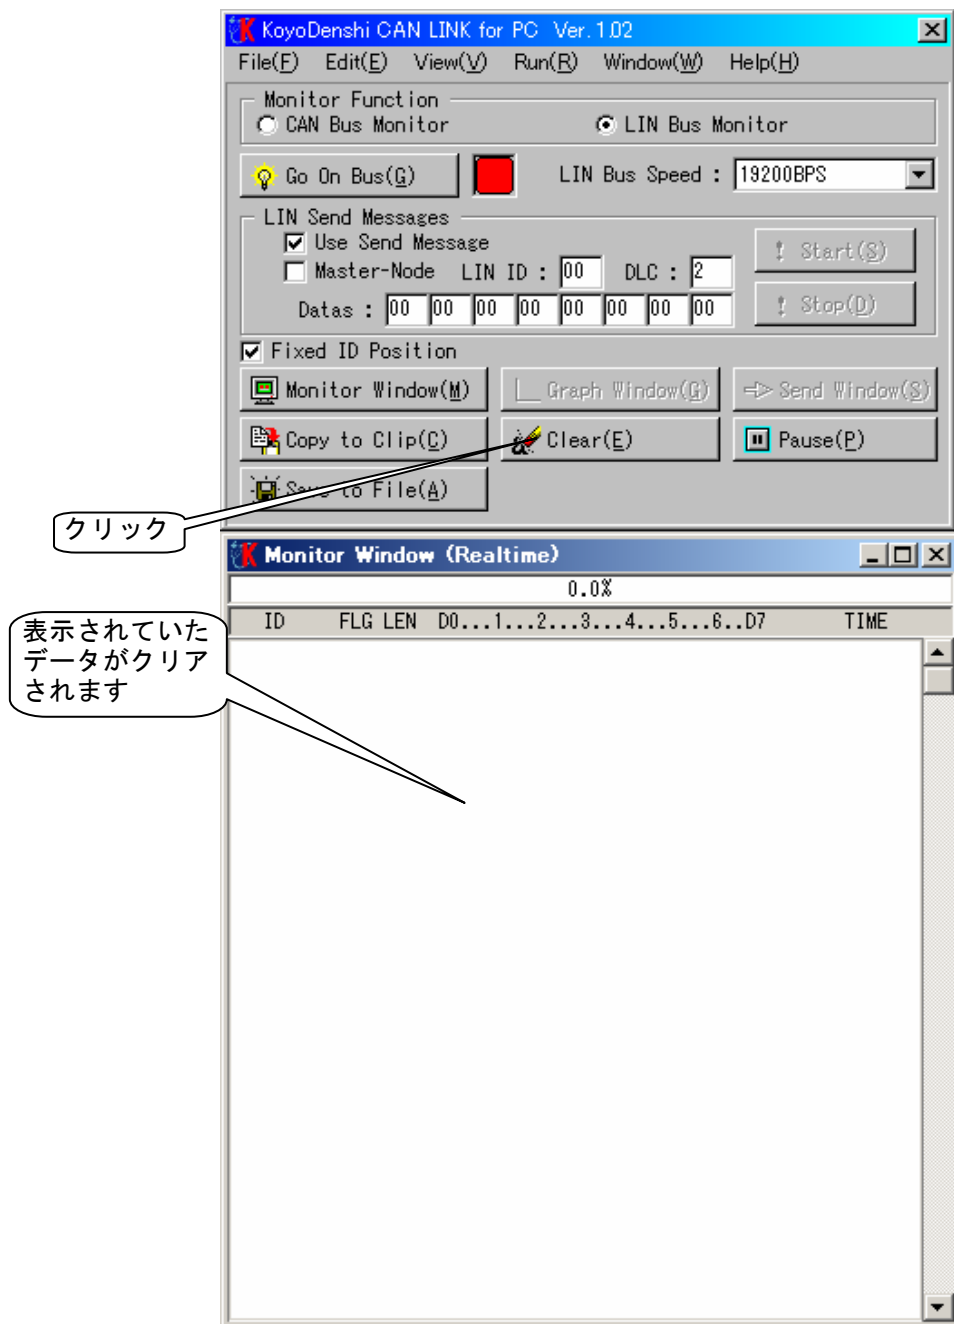 KoyoDenshi CAN LINK for PC Ver.1.02
File(F) Edit(E) View(V) Run(R) Window(W) Help(H)
Monitor Function
CAN Bus Monitor LIN Bus Monitor
Go On Bus(G) LIN Bus Speed : 19200BPS
LIN Send Messages
Use Send Message
! Start(S)
Master-Node LIN ID : 00 DLC : 2
Datas : 00 00 00 00 00 00 00 00
! Stop(D)
Fixed ID Position
Monitor Window(M) Graph Window(G) Send Window(S)
Copy to Clip(C) Clear(E) Pause(P)
Save to File(A)
クリック
Monitor Window (Realtime)
0.0%
ID FLG LEN D0...1...2...3...4...5...6..D7 TIME
表示されていた
データがクリア
されます